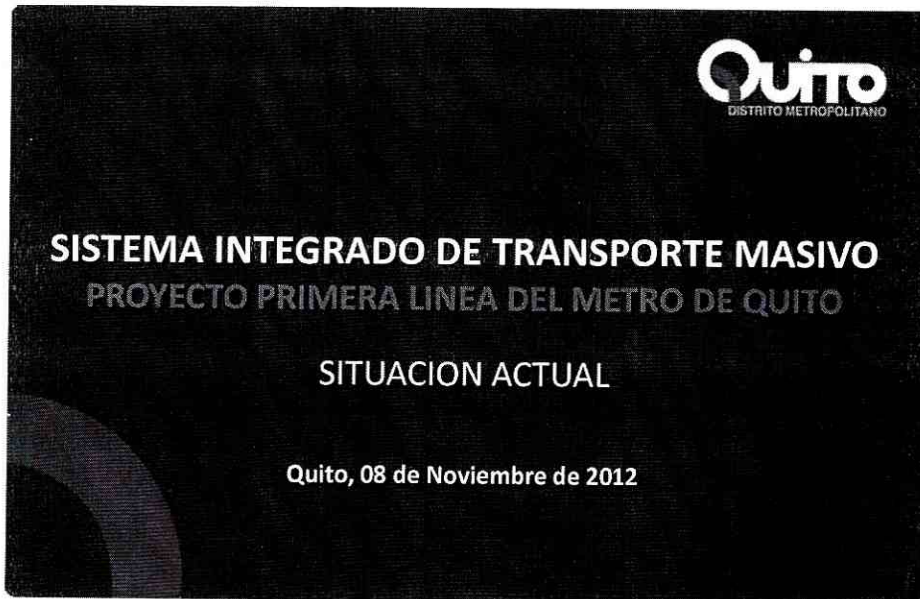 Quito
DISTRITO METROPOLITANO
SISTEMA INTEGRADO DE TRANSPORTE MASIVO
PROYECTO PRIMERA LINEA DEL METRO DE QUITO
SITUACION ACTUAL
Quito, 08 de Noviembre de 2012